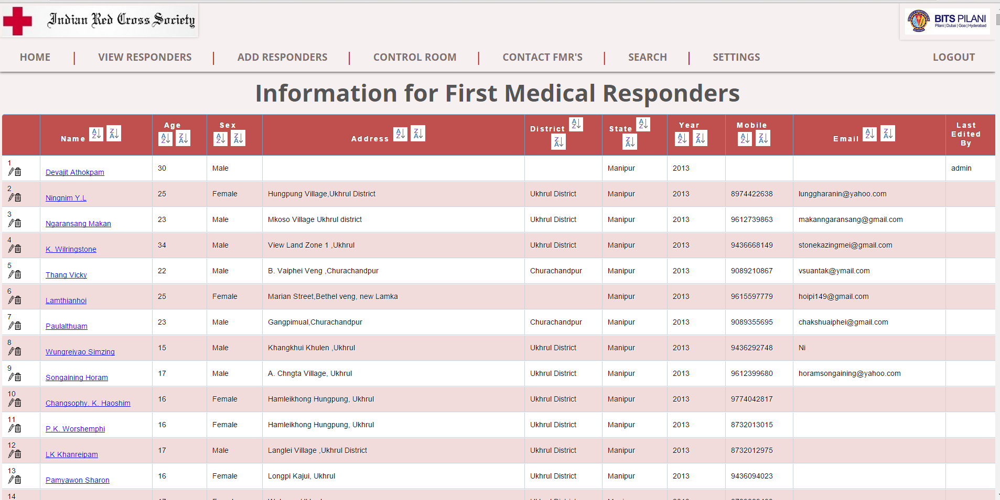 Indian Red Cross Society
BITS PILANI
Pilani | Dubai | Goa | Hyderabad
HOME | VIEW RESPONDERS | ADD RESPONDERS | CONTROL ROOM | CONTACT FMR'S | SEARCH | SETTINGS LOGOUT
Information for First Medical Responders
Name Age Sex Address District State Year Mobile Email Last Edited By
1 Devajit Athokpam 30 Male Manipur 2013 admin
2 Ningnim Y.L 25 Female Hungpung Village,Ukhrul District Ukhrul District Manipur 2013 8974422638 lunggharanin@yahoo.com
3 Ngaransang Makan 23 Male Mkoso Village Ukhrul district Ukhrul District Manipur 2013 9612739863 makanngaransang@gmail.com
4 K. Wilringstone 34 Male View Land Zone 1 ,Ukhrul Ukhrul District Manipur 2013 9436668149 stonekazingmei@gmail.com
5 Thang Vicky 22 Male B. Vaiphei Veng ,Churachandpur Churachandpur Manipur 2013 9089210867 vsuantak@ymail.com
6 Lamthianhoi 25 Female Marian Street,Bethel veng, new Lamka Manipur 2013 9615597779 hoipi149@gmail.com
7 Paulalthuam 23 Male Gangpimual,Churachandpur Churachandpur Manipur 2013 9089355695 chakshuaiphei@gmail.com
8 Wungreiyao Simzing 15 Male Khangkhui Khulen ,Ukhrul Ukhrul District Manipur 2013 9436292748 Ni
9 Songaining Horam 17 Male A. Chngta Village, Ukhrul Ukhrul District Manipur 2013 9612399680 horamsongaining@yahoo.com
10 Changsophy. K. Haoshim 16 Female Hamleikhong Hungpung, Ukhrul Ukhrul District Manipur 2013 9774042817
11 P.K. Worshemphi 16 Female Hamleikhong Hungpung, Ukhrul Ukhrul District Manipur 2013 8732013015
12 LK Khanreipam 17 Male Langlei Village ,Ukhrul District Ukhrul District Manipur 2013 8732012975
13 Pamyawon Sharon 16 Female Longpi Kajui, Ukhrul Ukhrul District Manipur 2013 9436094023
14